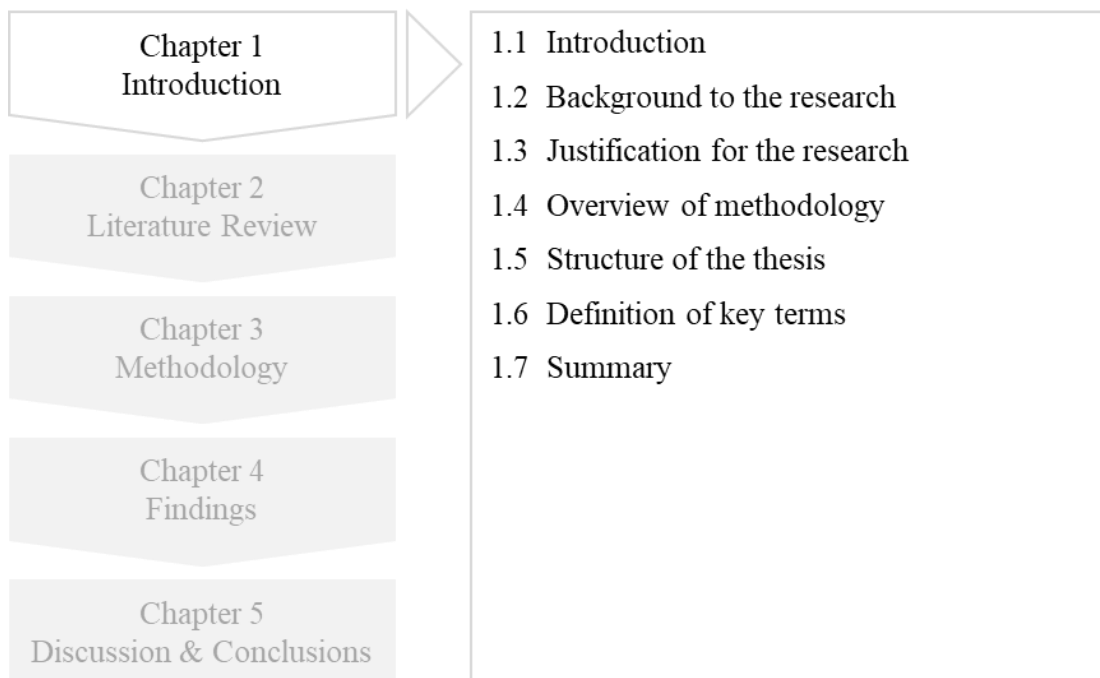 Chapter 1
Introduction
Chapter 2
Literature Review
Chapter 3
Methodology
Chapter 4
Findings
Chapter 5
Discussion & Conclusions
1.1 Introduction
1.2 Background to the research
1.3 Justification for the research
1.4 Overview of methodology
1.5 Structure of the thesis
1.6 Definition of key terms
1.7 Summary